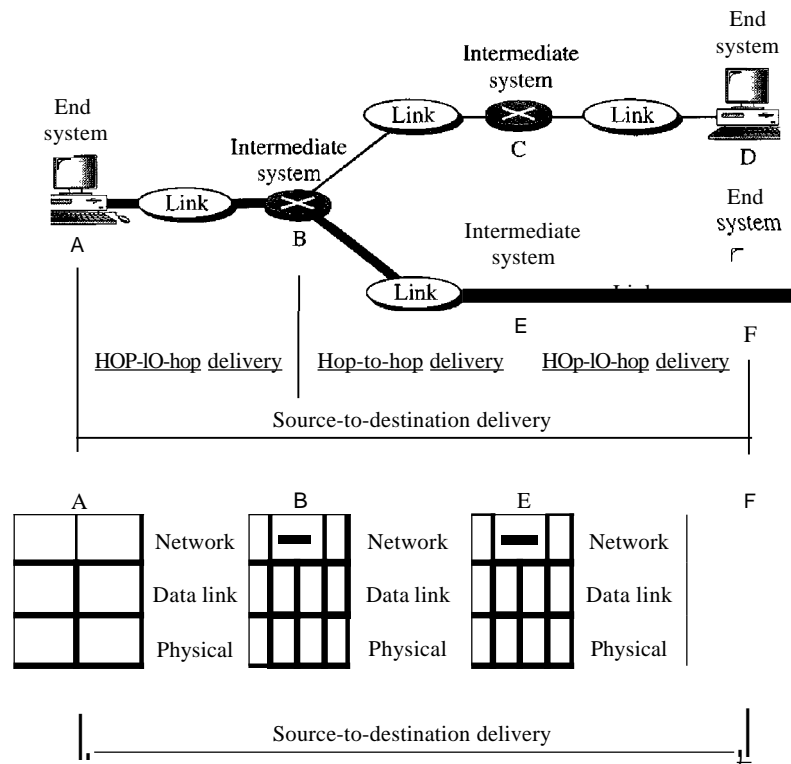 End
system
Intermediate
system
Link
Link
C
D
End
system
Intermediate
system
Link
A
B
End
system
Intermediate
system
Link
E
F
HOP-lO-hop delivery
Hop-to-hop delivery
HOp-lO-hop delivery
Source-to-destination delivery
A
B
E
F
Network
Network
Network
Data link
Data link
Data link
Physical
Physical
Physical
Source-to-destination delivery